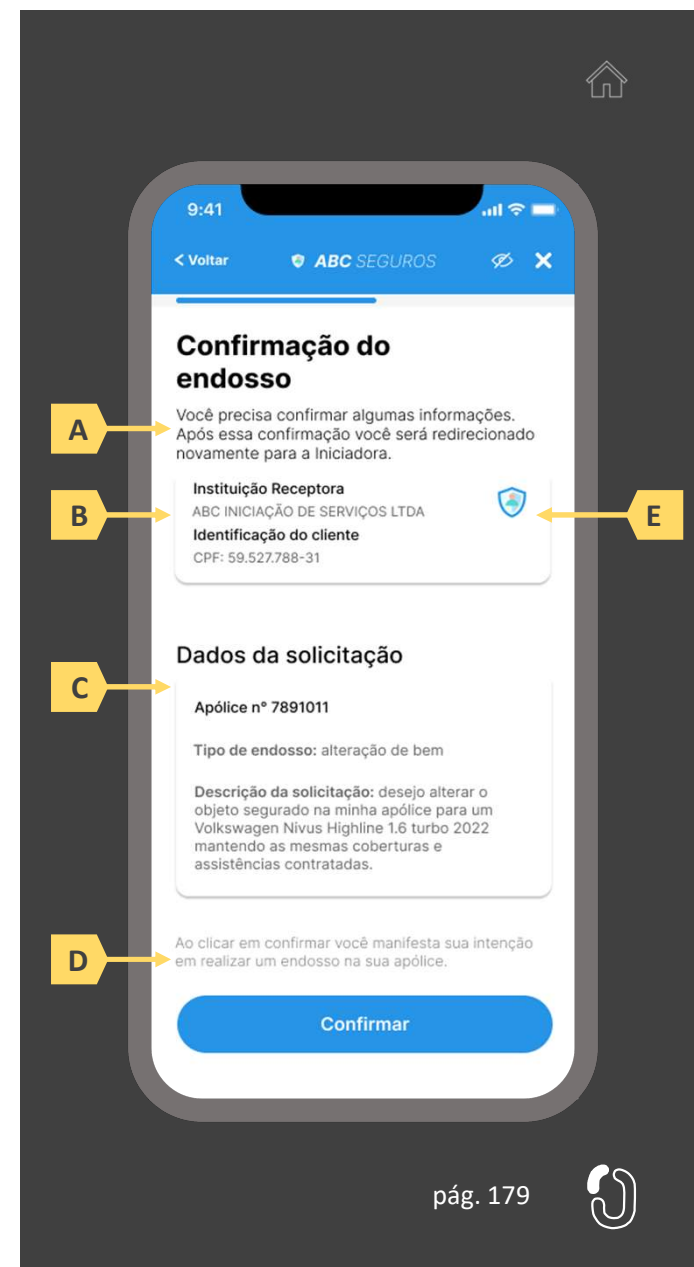 9:41
< Voltar
ABC SEGUROS
Confirmação do
endosso
A
Você precisa confirmar algumas informações.
Após essa confirmação você será redirecionado
novamente para a Iniciadora.
B
Instituição Receptora
ABC INICIAÇÃO DE SERVIÇOS LTDA
Identificação do cliente
CPF: 59.527.788-31
E
Dados da solicitação
C
Apólice n° 7891011
Tipo de endosso: alteração de bem
Descrição da solicitação: desejo alterar o
objeto segurado na minha apólice para um
Volkswagen Nivus Highline 1.6 turbo 2022
mantendo as mesmas coberturas e
assistências contratadas.
D
Ao clicar em confirmar você manifesta sua intenção
em realizar um endosso na sua apólice.
Confirmar
pág. 179